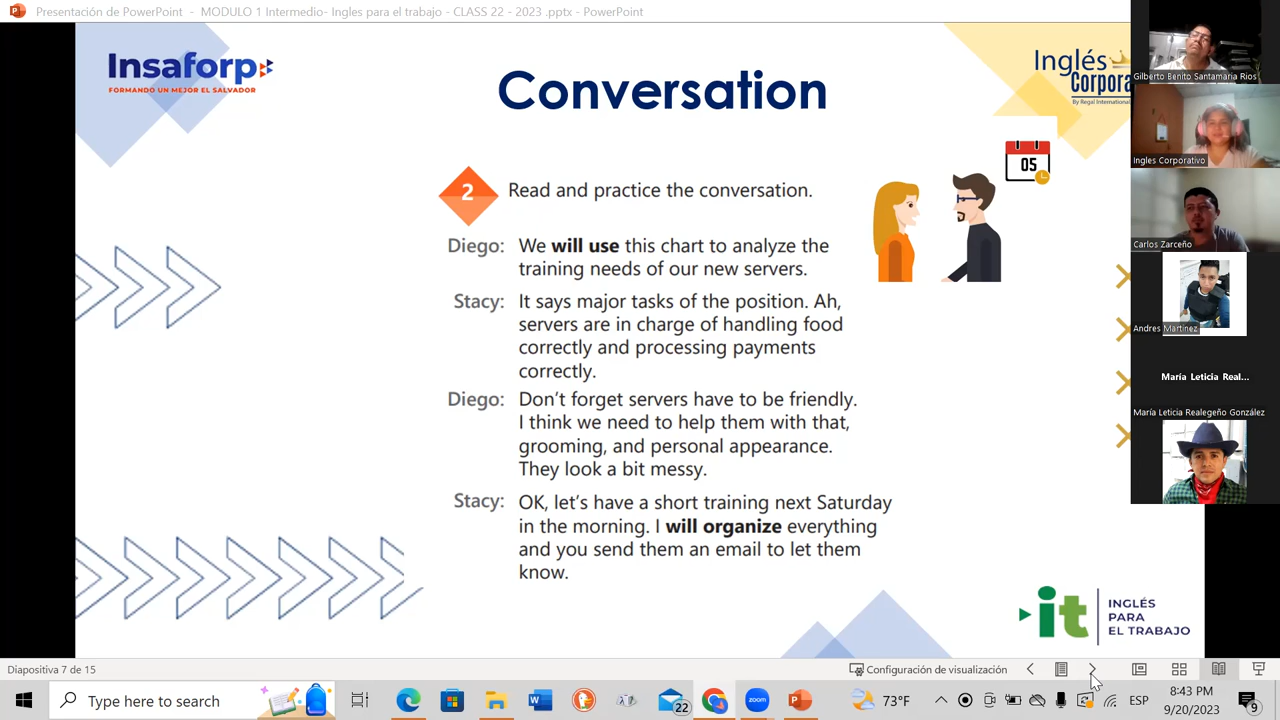 Presentación de PowerPoint - MODULO 1 Intermedio- Ingles para el trabajo - CLASS 22 - 2023 .pptx - PowerPoint
Insaforp
FORMANDO UN MEJOR EL SALVADOR
Conversation
Inglés
Corpora
By Regal International
05
2 Read and practice the conversation.
Diego: We will use this chart to analyze the
training needs of our new servers.
Stacy: It says major tasks of the position. Ah,
servers are in charge of handling food
correctly and processing payments
correctly.
Diego: Don't forget servers have to be friendly.
I think we need to help them with that,
grooming, and personal appearance.
They look a bit messy.
Stacy: OK, let's have a short training next Saturday
in the morning. I will organize everything
and you send them an email to let them
know.
it INGLÉS
PARA
EL TRABAJO
Gilberto Benito Santamaria Rios
Ingles Corporativo
Carlos Zarceño
Andres Martínez
María Leticia Real...
María Leticia Realegeño González
Diapositiva 7 de 15
Configuración de visualización
Type here to search
22
zoom
73°F
ESP
8:43 PM
9/20/2023
9